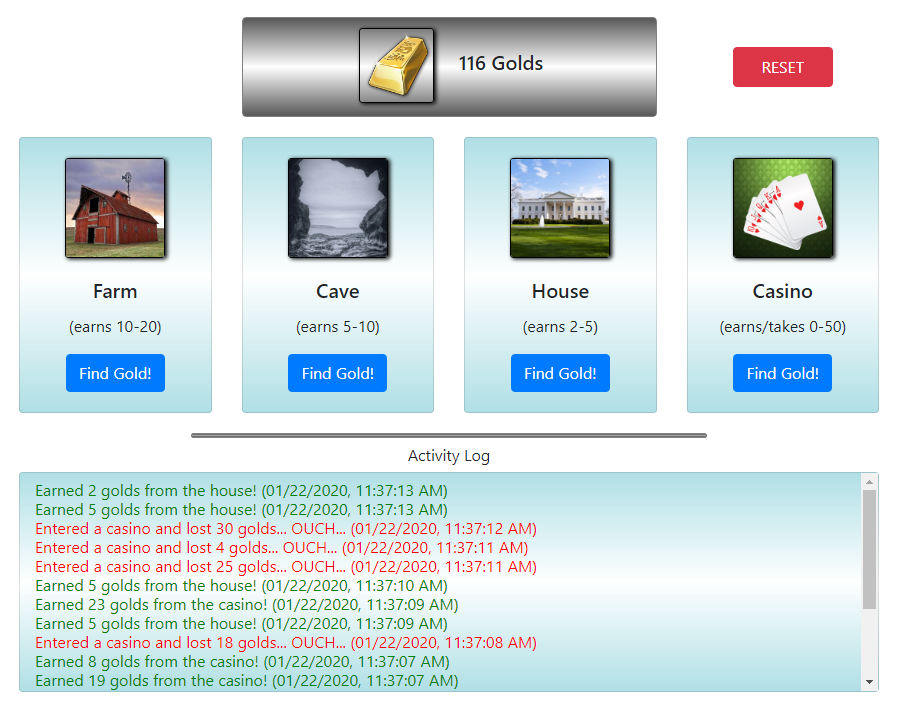 116 Golds
RESET
Farm
(earns 10-20)
Find Gold!
Cave
(earns 5-10)
Find Gold!
House
(earns 2-5)
Find Gold!
Casino
(earns/takes 0-50)
Find Gold!
Activity Log
Earned 2 golds from the house! (01/22/2020, 11:37:13 AM)
Earned 5 golds from the house! (01/22/2020, 11:37:13 AM)
Entered a casino and lost 30 golds... OUCH... (01/22/2020, 11:37:12 AM)
Entered a casino and lost 4 golds... OUCH... (01/22/2020, 11:37:11 AM)
Entered a casino and lost 25 golds... OUCH... (01/22/2020, 11:37:11 AM)
Earned 5 golds from the house! (01/22/2020, 11:37:10 AM)
Earned 23 golds from the casino! (01/22/2020, 11:37:09 AM)
Earned 5 golds from the house! (01/22/2020, 11:37:09 AM)
Entered a casino and lost 18 golds... OUCH... (01/22/2020, 11:37:08 AM)
Earned 8 golds from the casino! (01/22/2020, 11:37:07 AM)
Earned 19 golds from the casino! (01/22/2020, 11:37:07 AM)